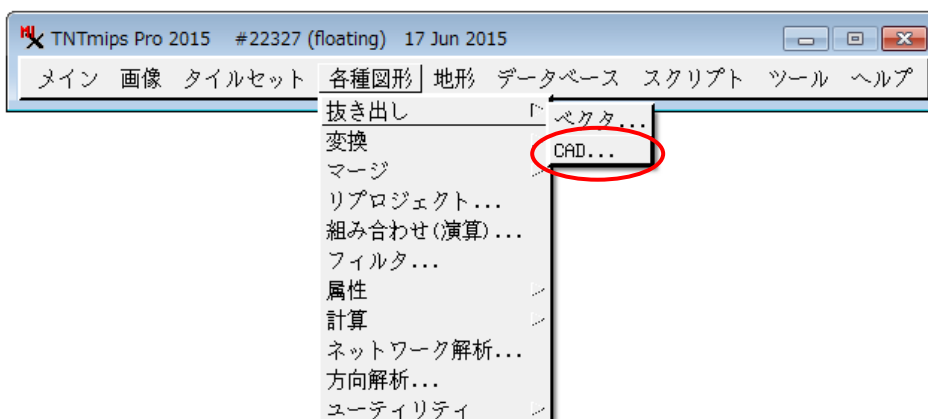 TNTmips Pro 2015 #22327 (floating) 17 Jun 2015
メイン 画像 タイルセット 各種図形 地形 データベース スクリプト ツール ヘルプ
抜き出し
ベクタ...
CAD...
変換
マージ
リプロジェクト...
組み合わせ(演算)...
フィルタ...
属性
計算
ネットワーク解析...
方向解析...
ユーティリティ